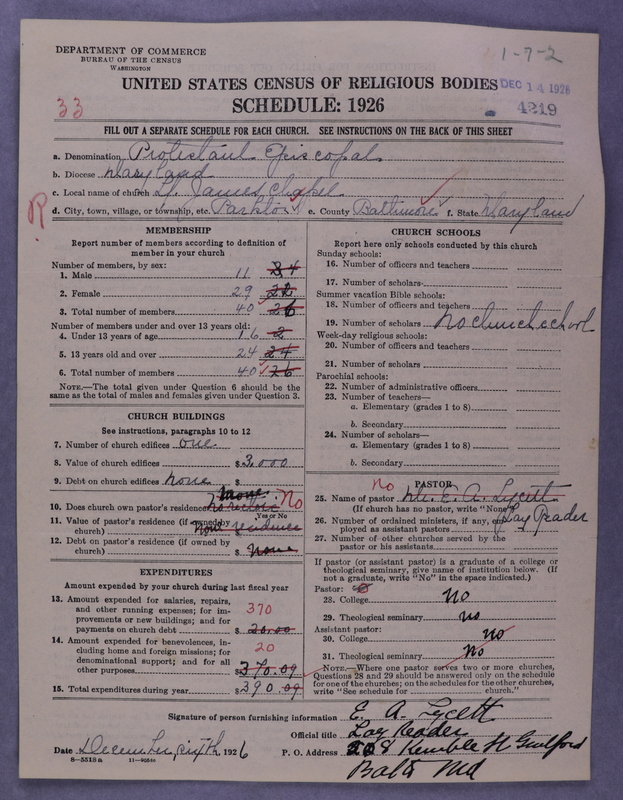 DEPARTMENT OF COMMERCE
BUREAU OF THE CENSUS
WASHINGTON
1-7-2
UNITED STATES CENSUS OF RELIGIOUS BODIES
DEC 14 1926
SCHEDULE: 1926
33
4219
FILL OUT A SEPARATE SCHEDULE FOR EACH CHURCH. SEE INSTRUCTIONS ON THE BACK OF THIS SHEET
a. Denomination Protestant Episcopal
b. Diocese Maryland
c. Local name of church St. James Chapel
R
d. City, town, village, or township, etc. Parkton e. County Baltimore f. State Maryland
MEMBERSHIP
Report number of members according to definition of member in your church
Number of members, by sex:
1. Male 11 34
2. Female 29 22
3. Total number of members 40 26
Number of members under and over 13 years old:
4. Under 13 years of age 16 2
5. 13 years old and over 24 24
6. Total number of members 40 26
NOTE.—The total given under Question 6 should be the same as the total of males and females given under Question 3.
CHURCH BUILDINGS
See instructions, paragraphs 10 to 12
7. Number of church edifices one
8. Value of church edifices $3,000
9. Debt on church edifices none $
10. Does church own pastor's residence none No
Yes or No
11. Value of pastor's residence (if owned by church) no residence
12. Debt on pastor's residence (if owned by church) $ none
EXPENDITURES
Amount expended by your church during last fiscal year
13. Amount expended for salaries, repairs, and other running expenses; for improvements or new buildings; and for payments on church debt $ 370 20.00
14. Amount expended for benevolences, including home and foreign missions; for denominational support; and for all other purposes $ 20 370.09
15. Total expenditures during year $390.09
CHURCH SCHOOLS
Report here only schools conducted by this church
Sunday schools:
16. Number of officers and teachers
17. Number of scholars
Summer vacation Bible schools:
18. Number of officers and teachers
19. Number of scholars No church school
Week-day religious schools:
20. Number of officers and teachers
21. Number of scholars
Parochial schools:
22. Number of administrative officers
23. Number of teachers—
a. Elementary (grades 1 to 8)
b. Secondary
24. Number of scholars—
a. Elementary (grades 1 to 8)
b. Secondary
PASTOR
No
25. Name of pastor Mr. E. A. Lycett
(If church has no pastor, write "None")
26. Number of ordained ministers, if any, employed as assistant pastors Lay Reader
27. Number of other churches served by the pastor or his assistants
If pastor (or assistant pastor) is a graduate of a college or theological seminary, give name of institution below. (If not a graduate, write "No" in the space indicated.)
Pastor:
28. College No
29. Theological seminary No
Assistant pastor:
30. College No
31. Theological seminary No
NOTE.—Where one pastor serves two or more churches, Questions 28 and 29 should be answered only on the schedule for one of the churches; on the schedules for the other churches, write "See schedule for church."
Signature of person furnishing information E. A. Lycett
Official title Lay Reader
Date December, sixth, 1926 P. O. Address Kemble St Guilford
8-5518 a
Balto Md